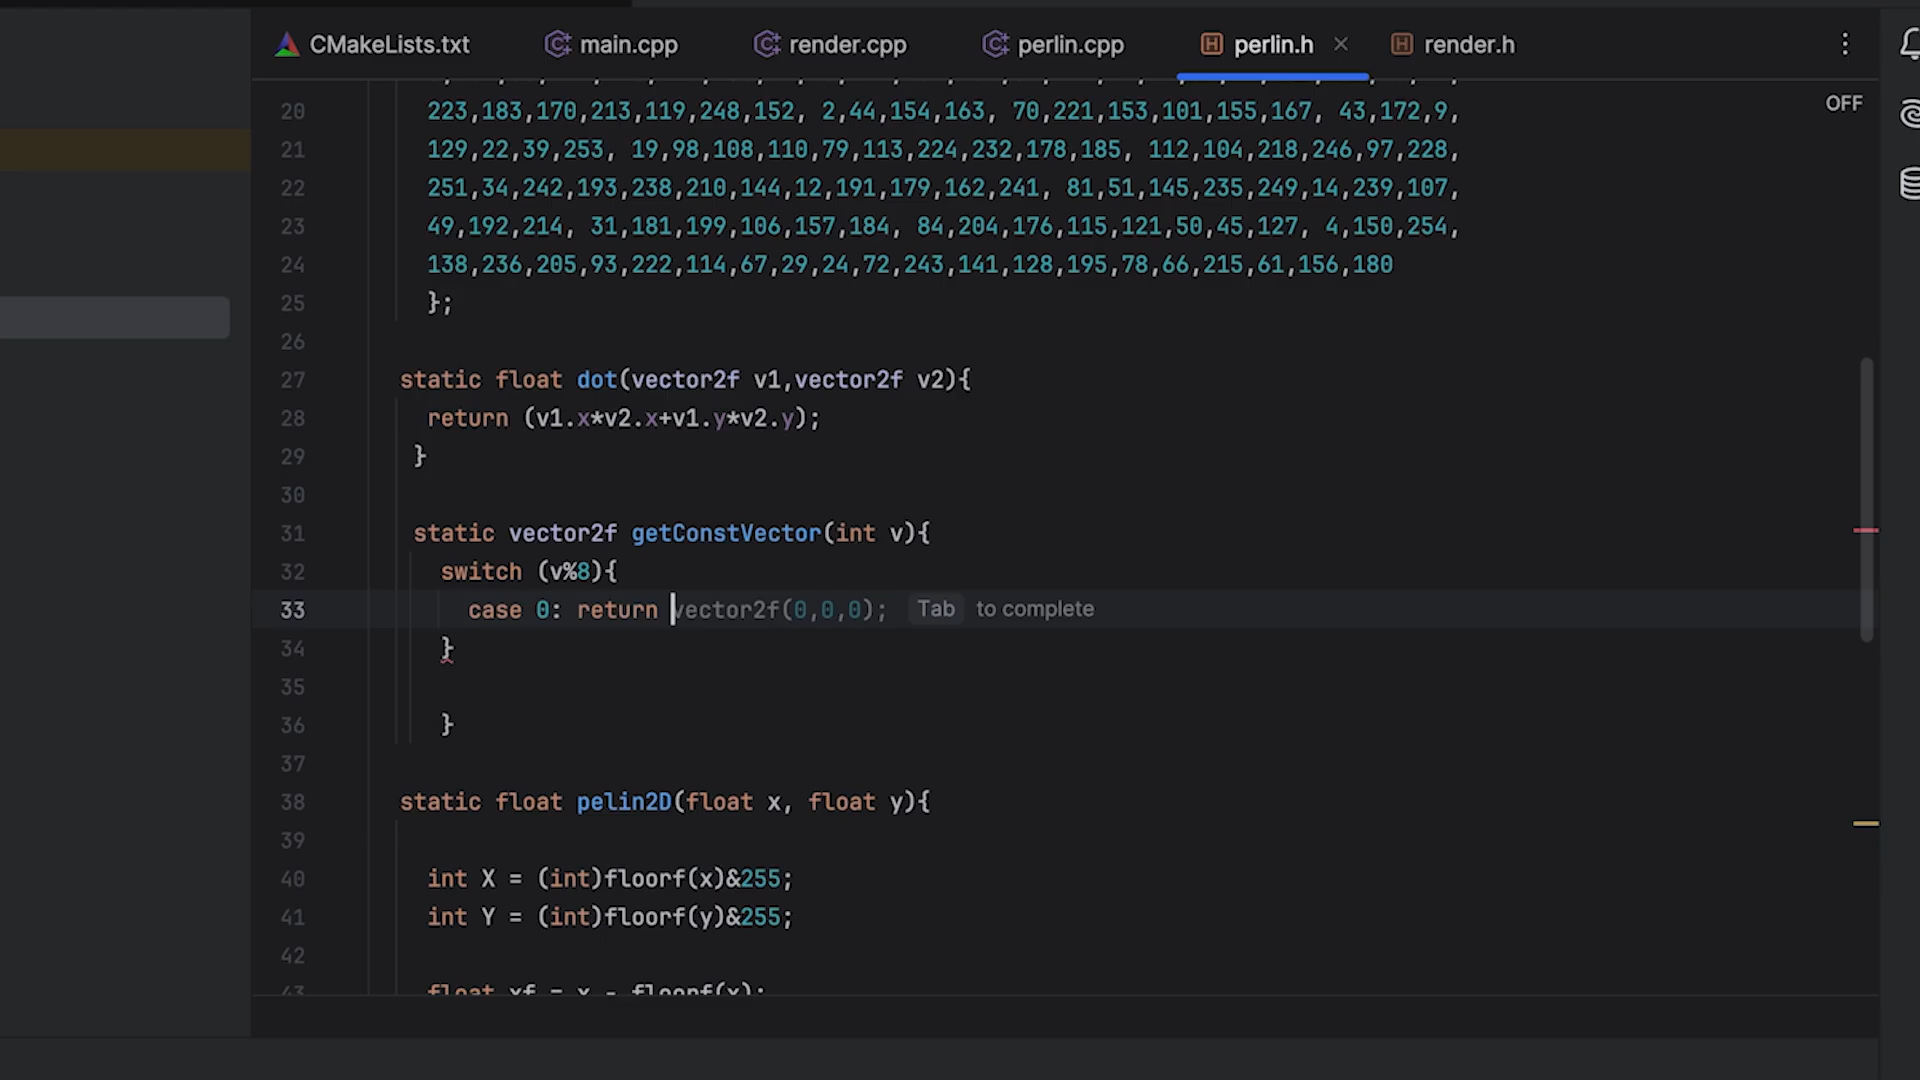 CMakeLists.txt main.cpp render.cpp perlin.cpp perlin.h render.h
OFF
20 223,183,170,213,119,248,152, 2,44,154,163, 70,221,153,101,155,167, 43,172,9,
21 129,22,39,253, 19,98,108,110,79,113,224,232,178,185, 112,104,218,246,97,228,
22 251,34,242,193,238,210,144,12,191,179,162,241, 81,51,145,235,249,14,239,107,
23 49,192,214, 31,181,199,106,157,184, 84,204,176,115,121,50,45,127, 4,150,254,
24 138,236,205,93,222,114,67,29,24,72,243,141,128,195,78,66,215,61,156,180
25 };
26
27 static float dot(vector2f v1,vector2f v2){
28 return (v1.x*v2.x+v1.y*v2.y);
29 }
30
31 static vector2f getConstVector(int v){
32 switch (v%8){
33 case 0: return vector2f(0,0,0); Tab to complete
34 }
35
36 }
37
38 static float pelin2D(float x, float y){
39
40 int X = (int)floorf(x)&255;
41 int Y = (int)floorf(y)&255;
42
43 float xf = x - floorf(x);